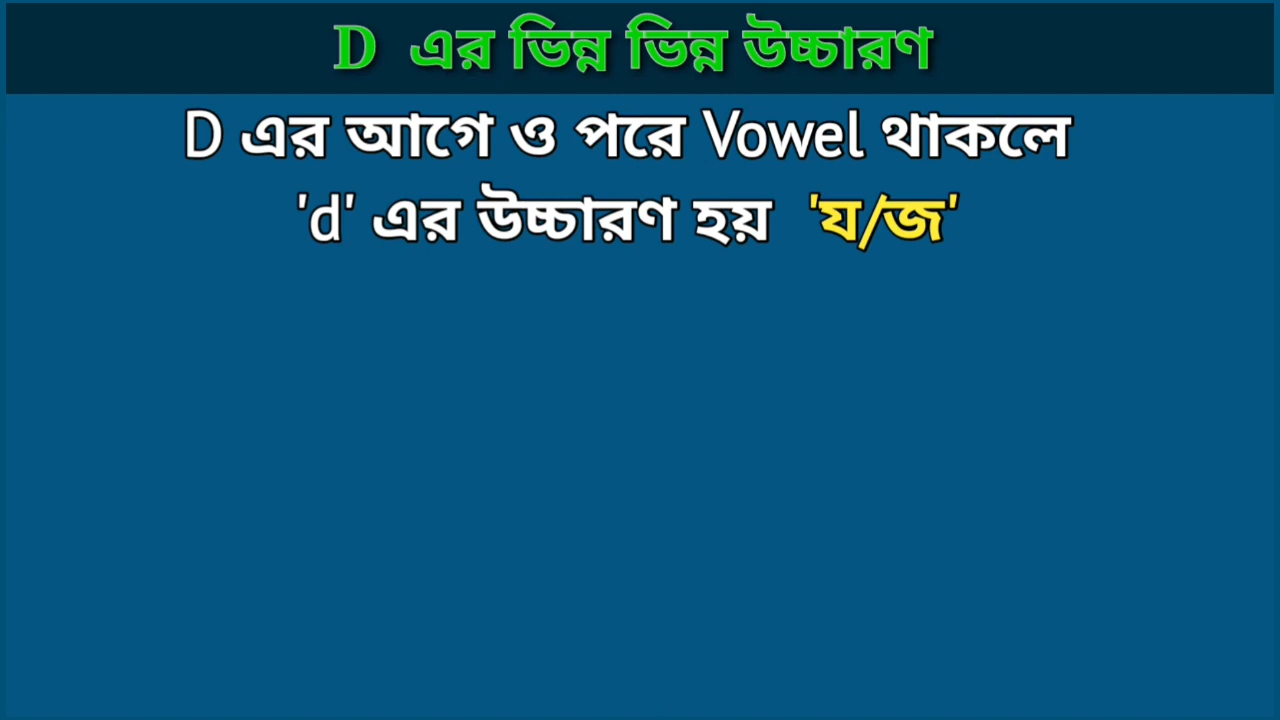 D এর ভিন্ন ভিন্ন উচ্চারণ
D এর আগে ও পরে Vowel থাকলে
'd' এর উচ্চারণ হয় 'য/জ'